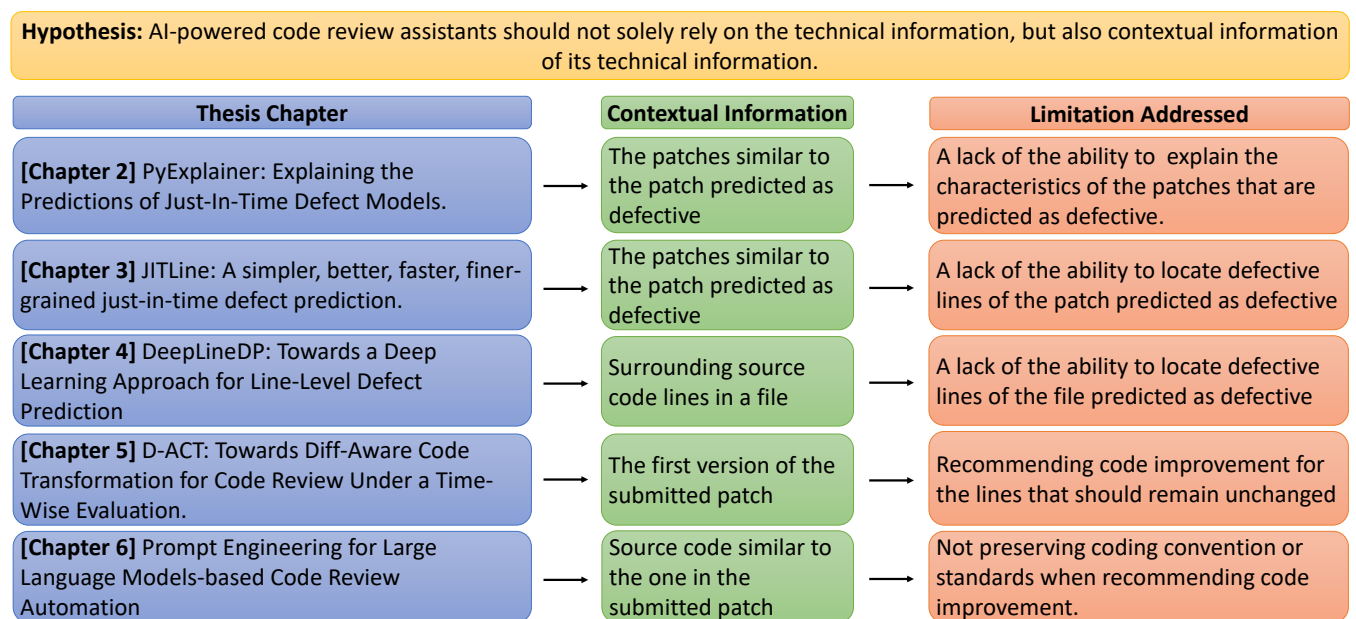 Hypothesis: AI-powered code review assistants should not solely rely on the technical information, but also contextual information
of its technical information.
Thesis Chapter
Contextual Information
Limitation Addressed
[Chapter 2] PyExplainer: Explaining the
Predictions of Just-In-Time Defect Models.
The patches similar to
the patch predicted as
defective
A lack of the ability to explain the
characteristics of the patches that are
predicted as defective.
[Chapter 3] JITLine: A simpler, better, faster, finer-
grained just-in-time defect prediction.
The patches similar to
the patch predicted as
defective
A lack of the ability to locate defective
lines of the patch predicted as defective
[Chapter 4] DeepLineDP: Towards a Deep
Learning Approach for Line-Level Defect
Prediction
Surrounding source
code lines in a file
A lack of the ability to locate defective
lines of the file predicted as defective
[Chapter 5] D-ACT: Towards Diff-Aware Code
Transformation for Code Review Under a Time-
Wise Evaluation.
The first version of the
submitted patch
Recommending code improvement for
the lines that should remain unchanged
[Chapter 6] Prompt Engineering for Large
Language Models-based Code Review
Automation
Source code similar to
the one in the
submitted patch
Not preserving coding convention or
standards when recommending code
improvement.